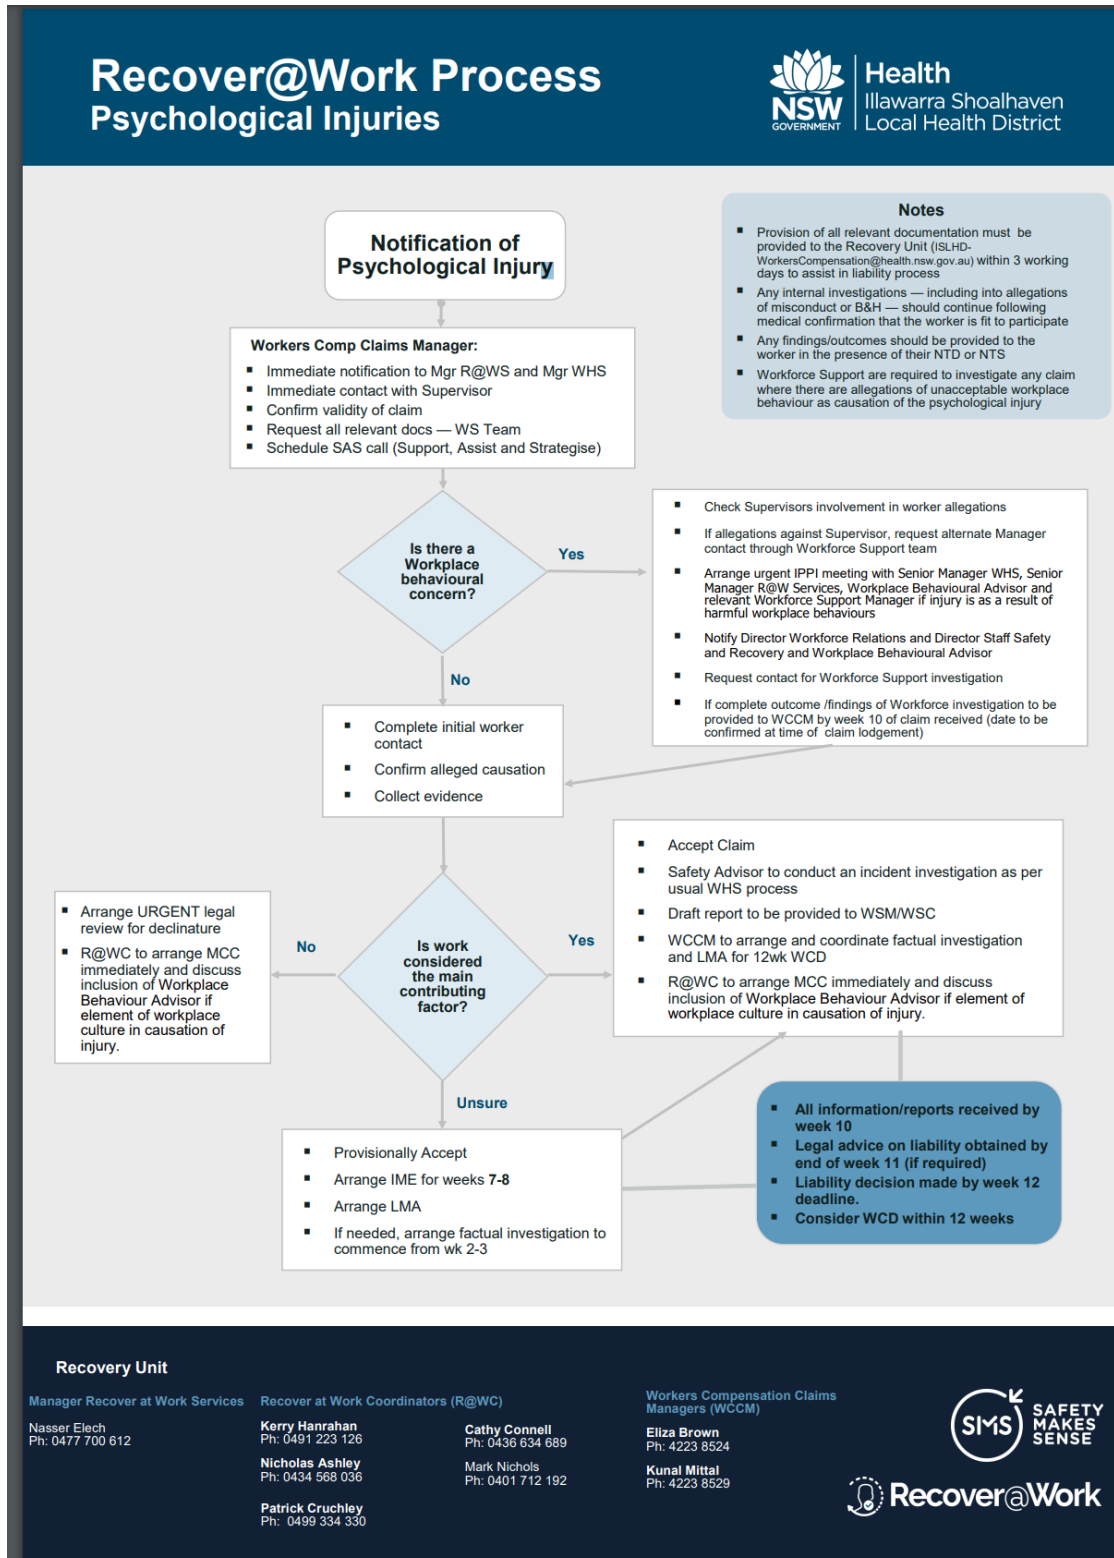 Recover@Work Process
Psychological Injuries
NSW
GOVERNMENT
Health
Illawarra Shoalhaven
Local Health District
Notification of
Psychological Injury
Notes
▪ Provision of all relevant documentation must be
provided to the Recovery Unit (ISLHD-
WorkersCompensation@health.nsw.gov.au) within 3 working
days to assist in liability process
▪ Any internal investigations — including into allegations
of misconduct or B&H — should continue following
medical confirmation that the worker is fit to participate
▪ Any findings/outcomes should be provided to the
worker in the presence of their NTD or NTS
▪ Workforce Support are required to investigate any claim
where there are allegations of unacceptable workplace
behaviour as causation of the psychological injury
Workers Comp Claims Manager:
▪ Immediate notification to Mgr R@WS and Mgr WHS
▪ Immediate contact with Supervisor
▪ Confirm validity of claim
▪ Request all relevant docs — WS Team
▪ Schedule SAS call (Support, Assist and Strategise)
Is there a
Workplace
behavioural
concern?
Yes
▪ Check Supervisors involvement in worker allegations
▪ If allegations against Supervisor, request alternate Manager
contact through Workforce Support team
▪ Arrange urgent IPPI meeting with Senior Manager WHS, Senior
Manager R@W Services, Workplace Behavioural Advisor and
relevant Workforce Support Manager if injury is as a result of
harmful workplace behaviours
▪ Notify Director Workforce Relations and Director Staff Safety
and Recovery and Workplace Behavioural Advisor
▪ Request contact for Workforce Support investigation
▪ If complete outcome /findings of Workforce investigation to be
provided to WCCM by week 10 of claim received (date to be
confirmed at time of claim lodgement)
No
▪ Complete initial worker
contact
▪ Confirm alleged causation
▪ Collect evidence
Is work
considered
the main
contributing
factor?
No
▪ Arrange URGENT legal
review for declinature
▪ R@WC to arrange MCC
immediately and discuss
inclusion of Workplace
Behaviour Advisor if
element of workplace
culture in causation of
injury.
Yes
▪ Accept Claim
▪ Safety Advisor to conduct an incident investigation as per
usual WHS process
▪ Draft report to be provided to WSM/WSC
▪ WCCM to arrange and coordinate factual investigation
and LMA for 12wk WCD
▪ R@WC to arrange MCC immediately and discuss
inclusion of Workplace Behaviour Advisor if element of
workplace culture in causation of injury.
Unsure
▪ Provisionally Accept
▪ Arrange IME for weeks 7-8
▪ Arrange LMA
▪ If needed, arrange factual investigation to
commence from wk 2-3
▪ All information/reports received by
week 10
▪ Legal advice on liability obtained by
end of week 11 (if required)
▪ Liability decision made by week 12
deadline.
▪ Consider WCD within 12 weeks
Recovery Unit
Manager Recover at Work Services
Nasser Elech
Ph: 0477 700 612
Recover at Work Coordinators (R@WC)
Kerry Hanrahan
Ph: 0491 223 126
Nicholas Ashley
Ph: 0434 568 036
Patrick Cruchley
Ph: 0499 334 330
Cathy Connell
Ph: 0436 634 689
Mark Nichols
Ph: 0401 712 192
Workers Compensation Claims
Managers (WCCM)
Eliza Brown
Ph: 4223 8524
Kunal Mittal
Ph: 4223 8529
SMS
SAFETY
MAKES
SENSE
Recover@Work